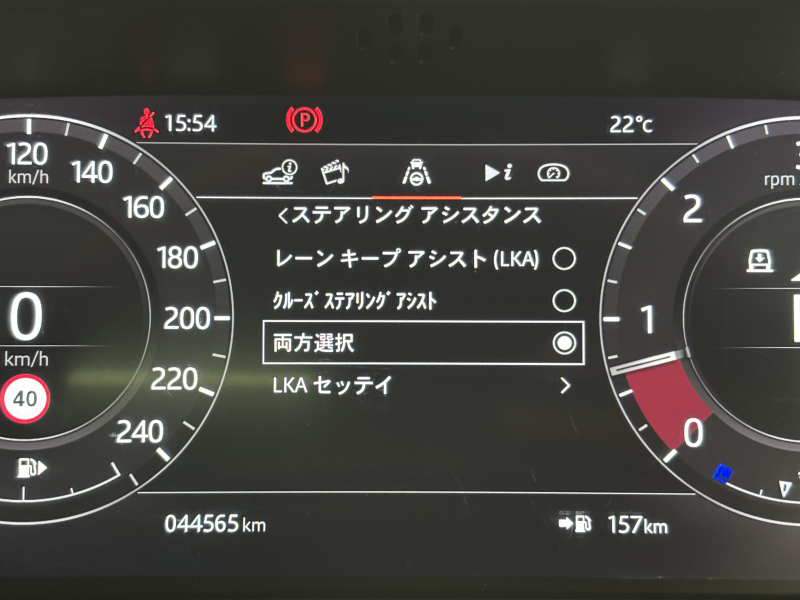 15:54
P
22°c
120
km/h
140
160
180
200
220
240
0
km/h
40
i
i
<ステアリング アシスタンス
レーン キープ アシスト (LKA)
ｸﾙｰｽﾞ ｽﾃｱﾘﾝｸﾞ ｱｼｽﾄ
両方選択
LKA セッテイ
rpm
2
1
0
044565 km
157km